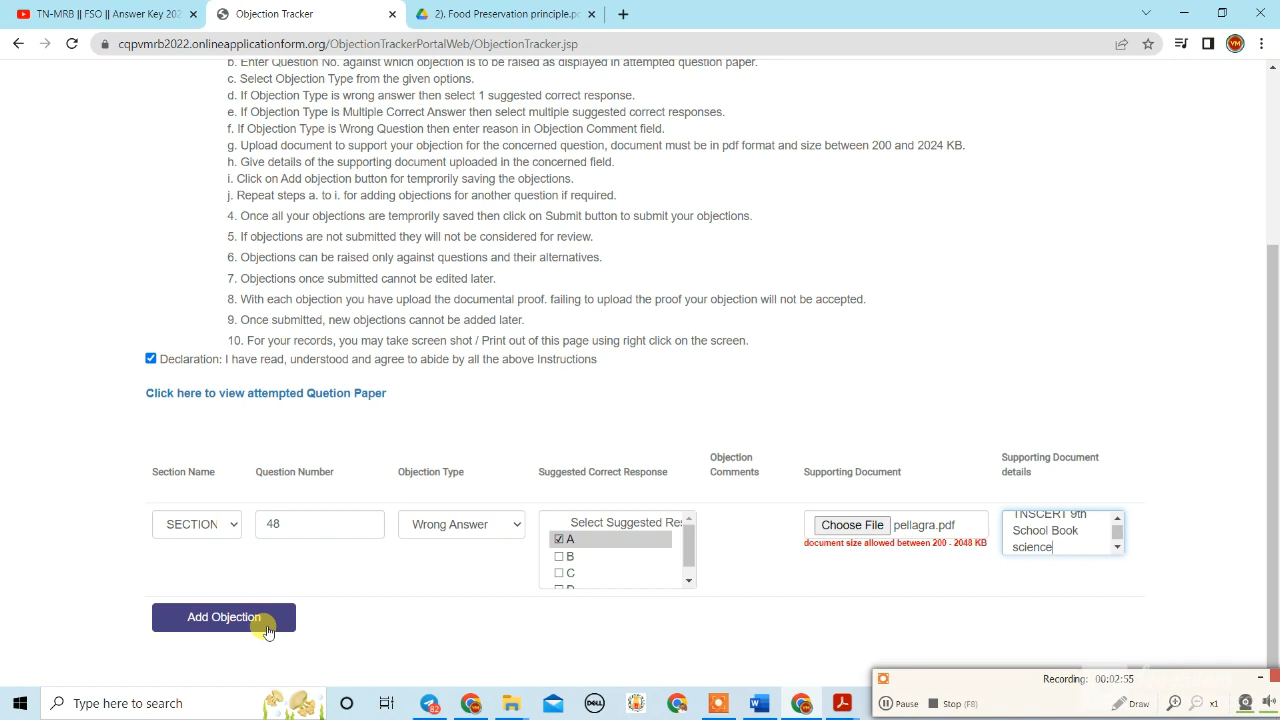 TN-MRB || FSO || Answer Key 202
Objection Tracker
2). Food Preservation principle.pc
cqpvmrb2022.onlineapplicationform.org/ObjectionTrackerPortalWeb/ObjectionTracker.jsp
VM
b. Enter Question No. against which objection is to be raised as displayed in attempted question paper.
c. Select Objection Type from the given options.
d. If Objection Type is wrong answer then select 1 suggested correct response.
e. If Objection Type is Multiple Correct Answer then select multiple suggested correct responses.
f. If Objection Type is Wrong Question then enter reason in Objection Comment field.
g. Upload document to support your objection for the concerned question, document must be in pdf format and size between 200 and 2024 KB.
h. Give details of the supporting document uploaded in the concerned field.
i. Click on Add objection button for temprorily saving the objections.
j. Repeat steps a. to i. for adding objections for another question if required.
4. Once all your objections are temprorily saved then click on Submit button to submit your objections.
5. If objections are not submitted they will not be considered for review.
6. Objections can be raised only against questions and their alternatives.
7. Objections once submitted cannot be edited later.
8. With each objection you have upload the documental proof. failing to upload the proof your objection will not be accepted.
9. Once submitted, new objections cannot be added later.
10. For your records, you may take screen shot / Print out of this page using right click on the screen.
Declaration: I have read, understood and agree to abide by all the above Instructions
Click here to view attempted Quetion Paper
Section Name
Question Number
Objection Type
Suggested Correct Response
Objection
Comments
Supporting Document
Supporting Document
details
SECTION
48
Wrong Answer
Select Suggested Res
A
B
C
D
Choose File pellagra.pdf
document size allowed between 200 - 2048 KB
TNSCERT 9th
School Book
science
Add Objection
Recording: 00:02:55
Type here to search
82
DELL
Pause
Stop (F8)
Draw
x1